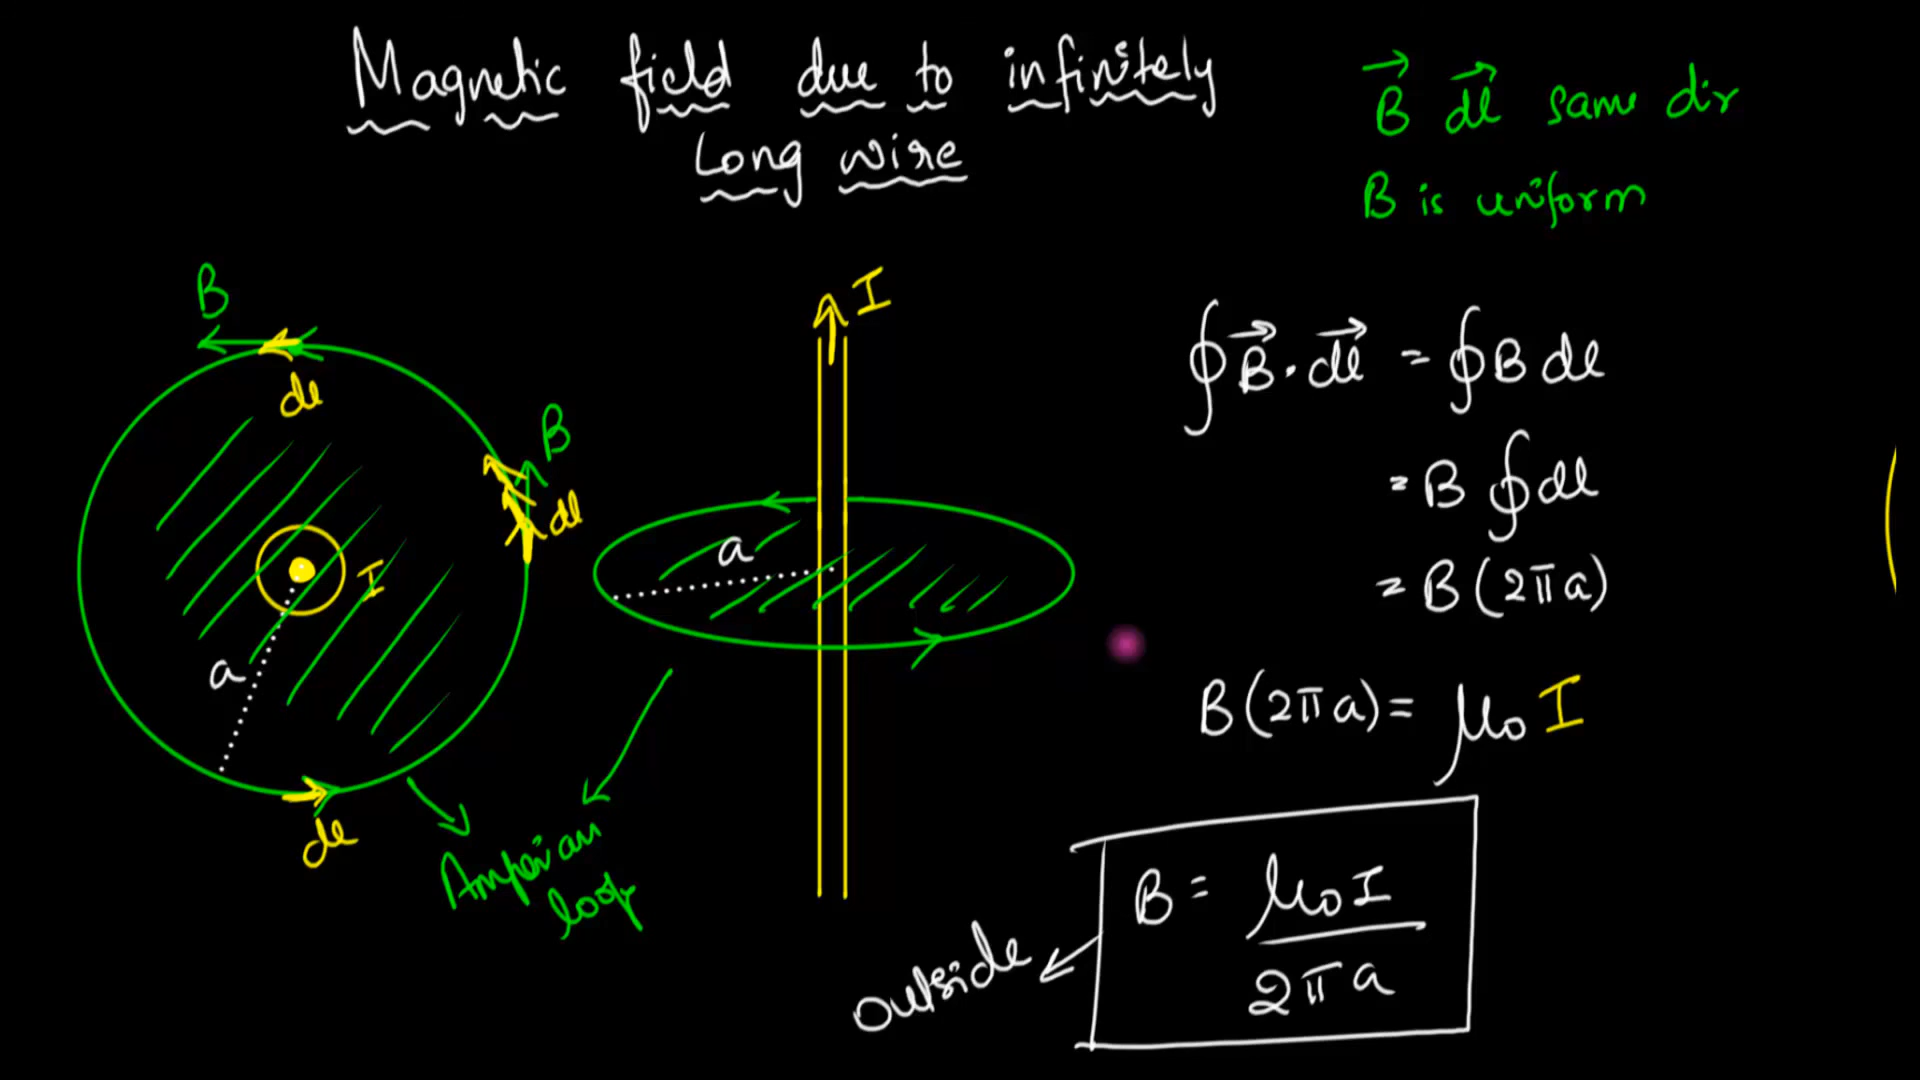 Magnetic field due to infinitely
Long wire
B⃗ dl⃗ same dir
B is uniform
B
dl
B
dl
I
a
dl
I
a
Amperian
loop
∮B⃗·dl⃗ = ∮B dl
= B ∮dl
= B(2πa)
B(2πa) = μ₀I
B = μ₀I / 2πa
outside